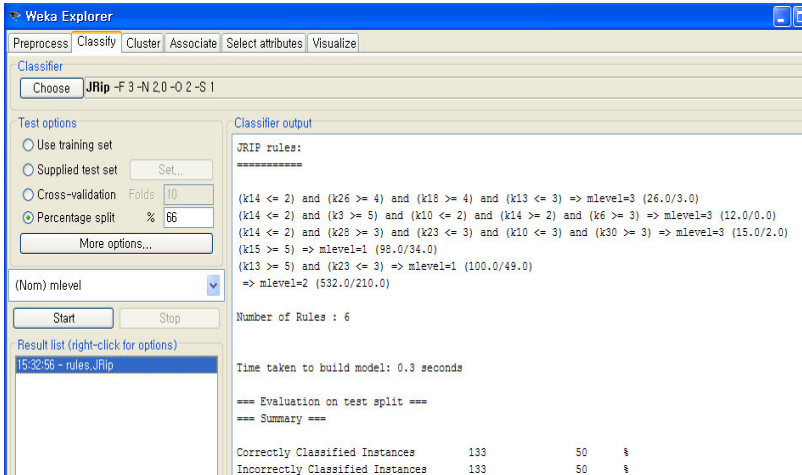 Weka Explorer
Preprocess Classify Cluster Associate Select attributes Visualize
Classifier
Choose JRip -F 3 -N 2,0 -O 2 -S 1
Test options
Use training set
Supplied test set Set...
Cross-validation Folds 10
Percentage split % 66
More options...
(Nom) mlevel
Start Stop
Result list (right-click for options)
15:32:56 - rules,JRip
Classifier output
JRIP rules:
===========
(k14 <= 2) and (k26 >= 4) and (k18 >= 4) and (k13 <= 3) => mlevel=3 (26.0/3.0)
(k14 <= 2) and (k3 >= 5) and (k10 <= 2) and (k14 >= 2) and (k6 >= 3) => mlevel=3 (12.0/0.0)
(k14 <= 2) and (k28 >= 3) and (k23 <= 3) and (k10 <= 3) and (k30 >= 3) => mlevel=3 (15.0/2.0)
(k15 >= 5) => mlevel=1 (98.0/34.0)
(k13 >= 5) and (k23 <= 3) => mlevel=1 (100.0/49.0)
=> mlevel=2 (532.0/210.0)
Number of Rules : 6
Time taken to build model: 0.3 seconds
=== Evaluation on test split ===
=== Summary ===
Correctly Classified Instances 133 50 %
Incorrectly Classified Instances 133 50 %